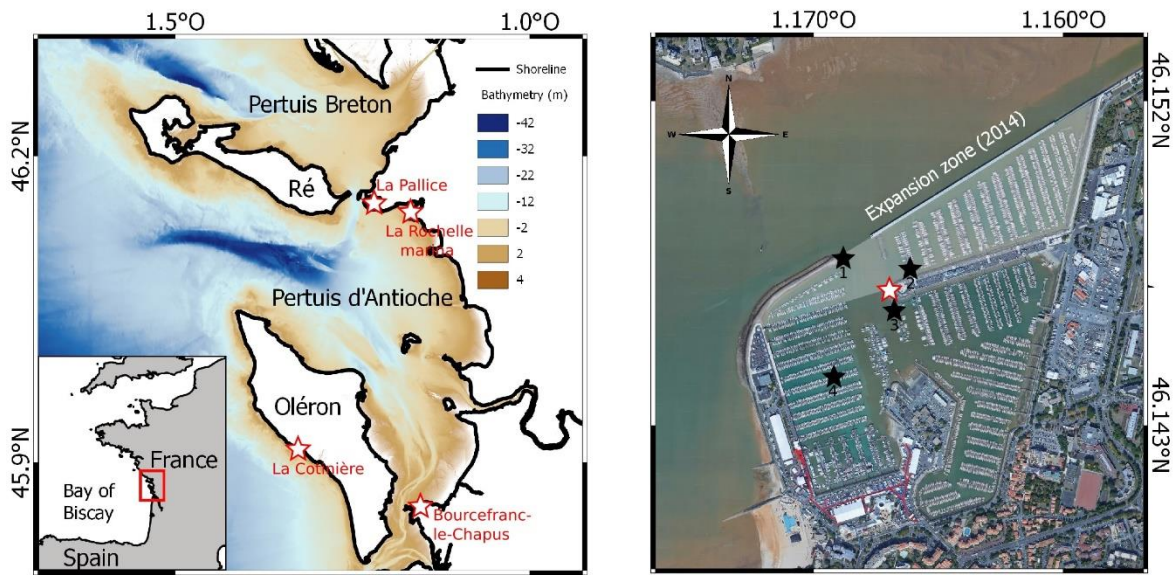 1.5°O
1.0°O
46.2°N
45.9°N
Pertuis Breton
Shoreline
Bathymetry (m)
-42
-32
-22
-12
-2
2
4
Ré
La Pallice
La Rochelle
marina
Pertuis d'Antioche
Oléron
La Cotinière
Bourcefranc-
le-Chapus
France
Bay of
Biscay
Spain
1.170°O
1.160°O
46.152°N
46.143°N
N
W
E
S
Expansion zone (2014)
1
2
3
4